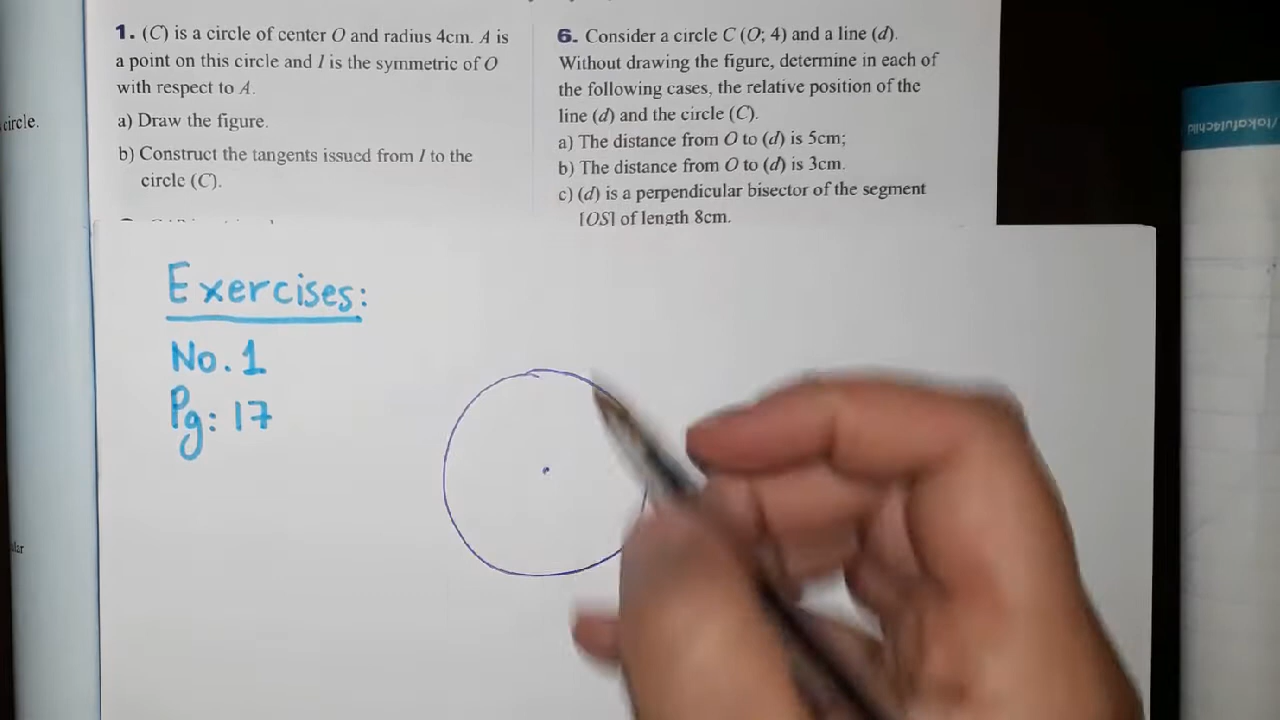 1. (C) is a circle of center O and radius 4cm. A is
a point on this circle and I is the symmetric of O
with respect to A.
a) Draw the figure.
b) Construct the tangents issued from I to the
circle (C).
6. Consider a circle C (O; 4) and a line (d).
Without drawing the figure, determine in each of
the following cases, the relative position of the
line (d) and the circle (C).
a) The distance from O to (d) is 5cm;
b) The distance from O to (d) is 3cm.
c) (d) is a perpendicular bisector of the segment
[OS] of length 8cm.
circle.
Exercises:
No. 1
Pg: 17